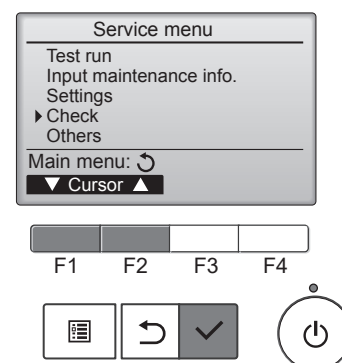 Service menu
Test run
Input maintenance info.
Settings
Check
Others
Main menu:
Cursor
F1 F2 F3 F4